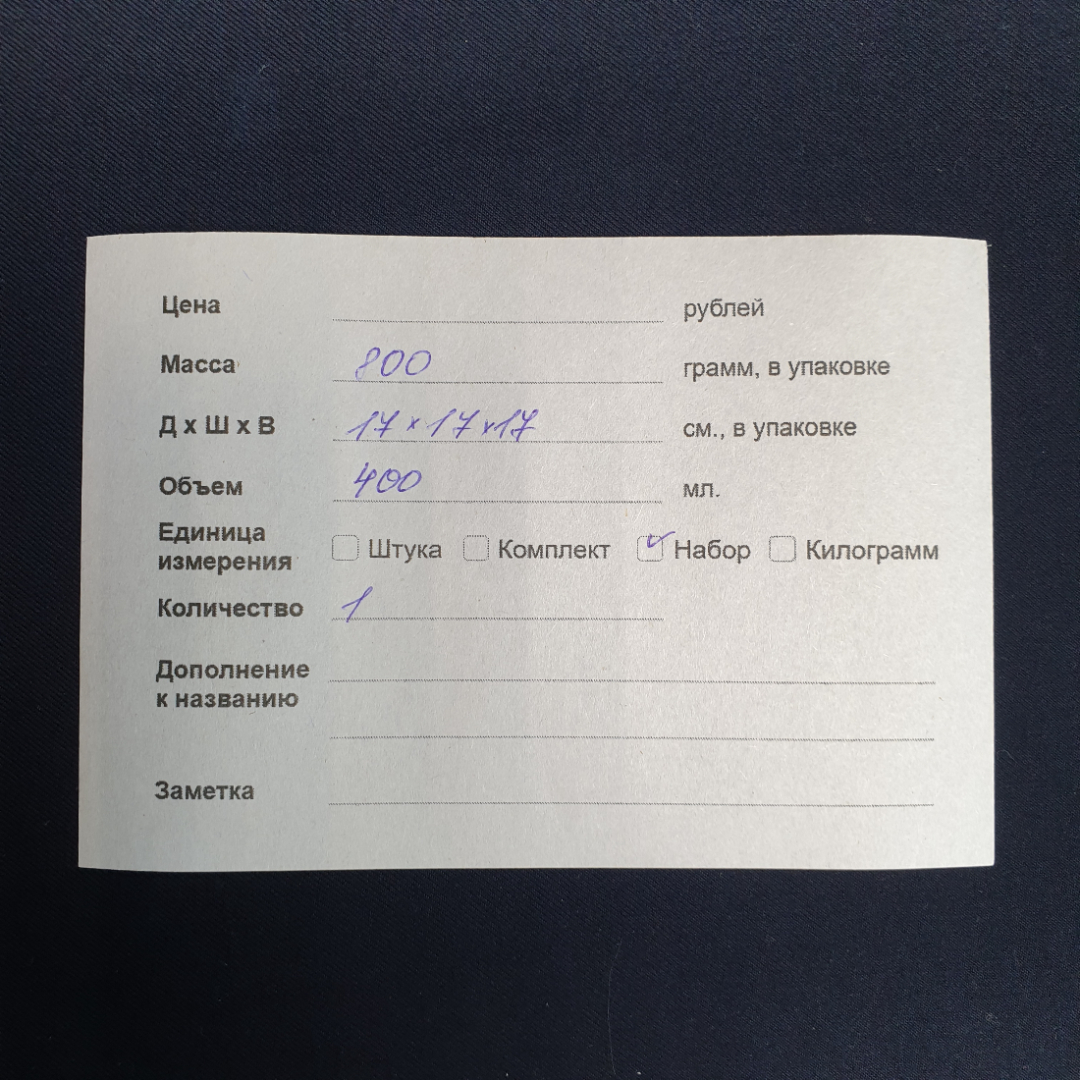 Цена рублей
Масса 800 грамм, в упаковке
Д х Ш х В 17 х 17 х 17 см., в упаковке
Объем 400 мл.
Единица
измерения Штука Комплект Набор Килограмм
Количество 1
Дополнение
к названию
Заметка